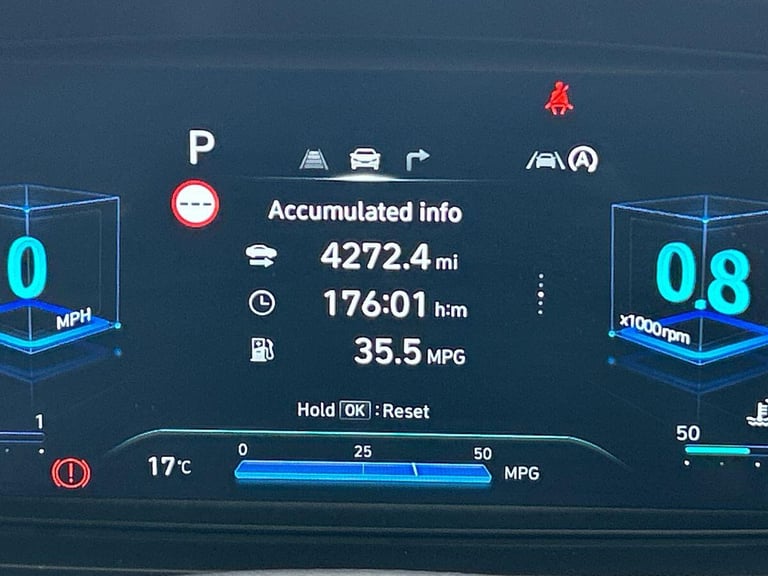 P
A
---
Accumulated info
4272.4 mi
176:01 h:m
35.5 MPG
0 MPH
0.8 x1000rpm
Hold OK : Reset
1
50
17°C
0 25 50 MPG